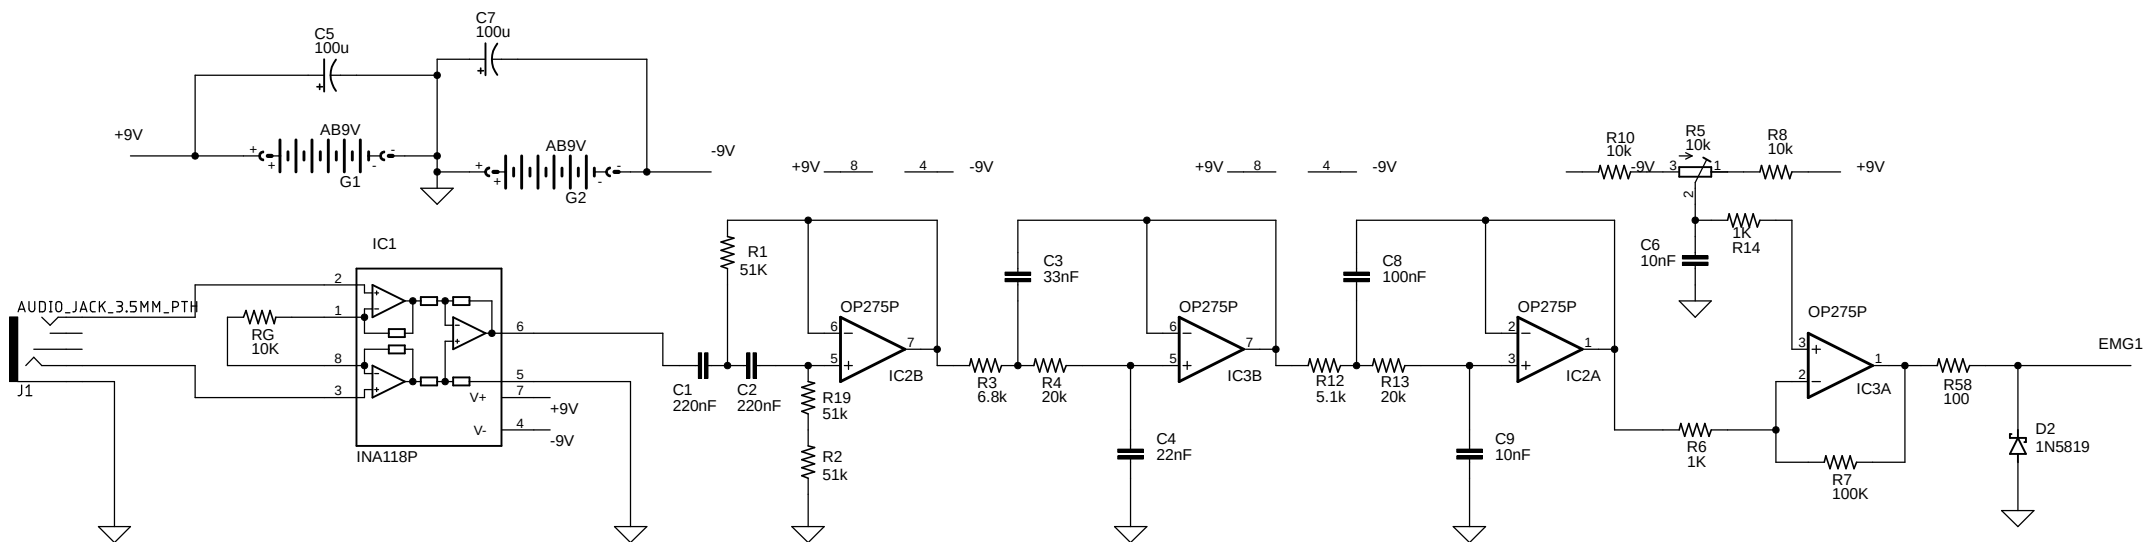 C7
100u
C5
100u
+9V
AB9V
G1
AB9V
G2
-9V
+
+
-
-
+
+
-
-
+9V
8
4
-9V
+9V
8
4
-9V
R10
10k
-9V
3
R5
10k
1
2
R8
10k
+9V
IC1
AUDIO_JACK_3.5MM_PTH
J1
RG
10K
2
1
8
3
6
5
7
4
V+
V-
+9V
-9V
INA118P
C1
220nF
R1
51K
C2
220nF
R19
51k
R2
51k
OP275P
6
5
7
IC2B
R3
6.8k
C3
33nF
R4
20k
C4
22nF
OP275P
6
5
7
IC3B
R12
5.1k
C8
100nF
R13
20k
C9
10nF
OP275P
2
3
1
IC2A
C6
10nF
1K
R14
OP275P
3
2
1
IC3A
R6
1K
R7
100K
R58
100
EMG1
D2
1N5819